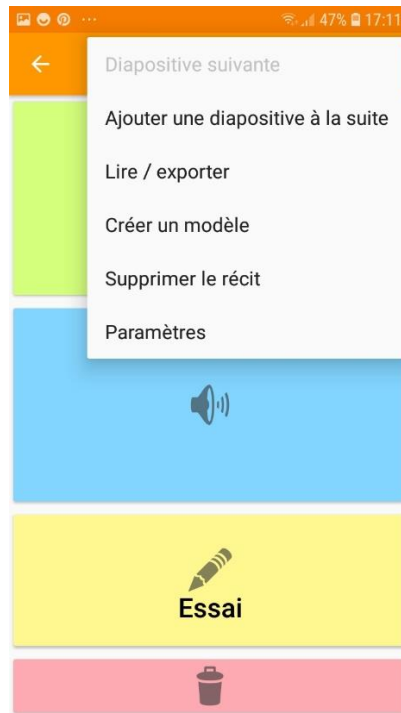 47% 17:11
Diapositive suivante
Ajouter une diapositive à la suite
Lire / exporter
Créer un modèle
Supprimer le récit
Paramètres
Essai